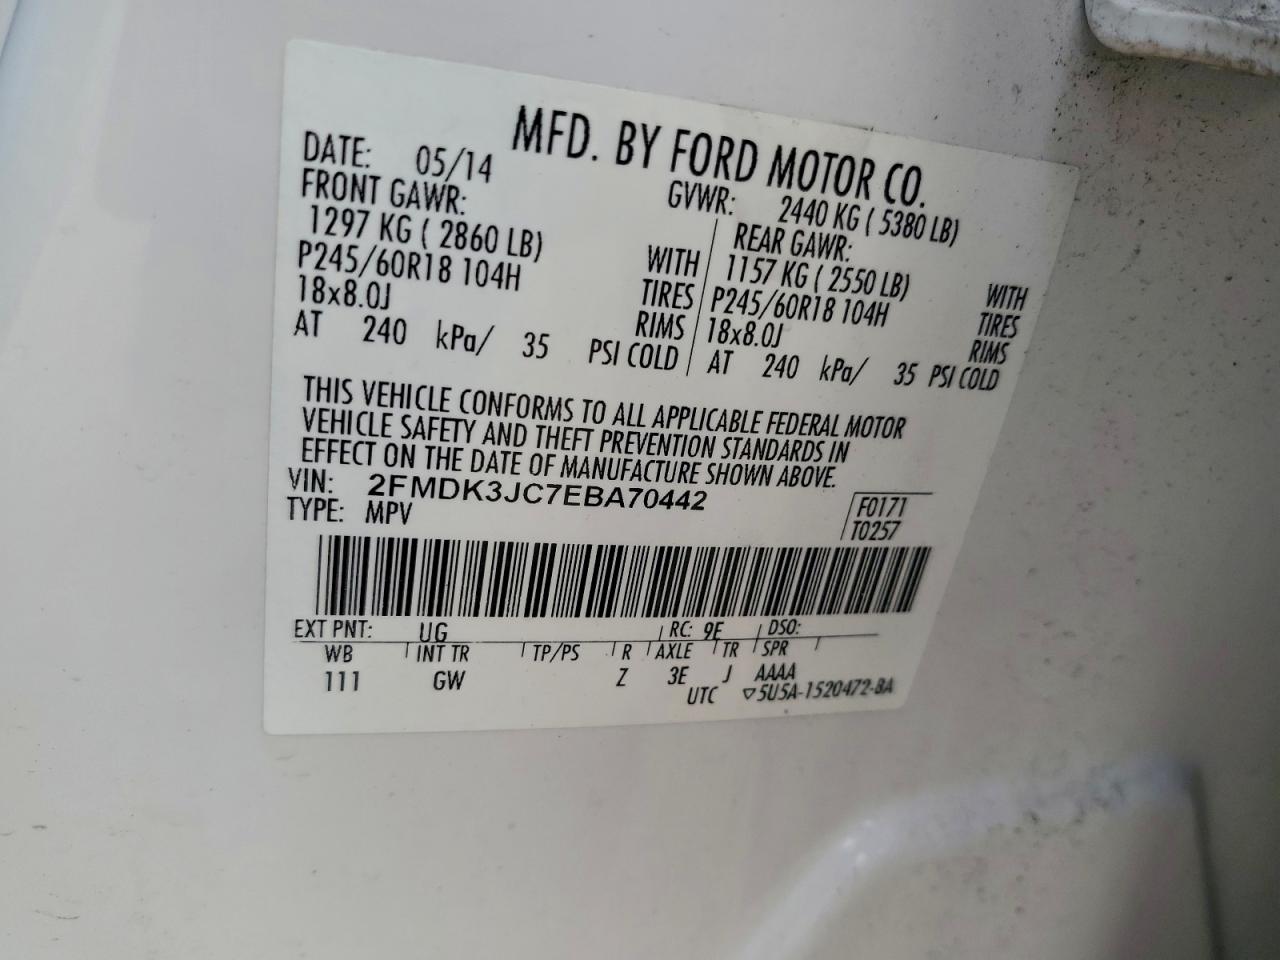 MFD. BY FORD MOTOR CO.
DATE: 05/14 GVWR: 2440 KG ( 5380 LB)
FRONT GAWR: REAR GAWR:
1297 KG ( 2860 LB) WITH 1157 KG ( 2550 LB) WITH
P245/60R18 104H TIRES P245/60R18 104H TIRES
18x8.0J RIMS 18x8.0J RIMS
AT 240 kPa/ 35 PSI COLD AT 240 kPa/ 35 PSI COLD
THIS VEHICLE CONFORMS TO ALL APPLICABLE FEDERAL MOTOR
VEHICLE SAFETY AND THEFT PREVENTION STANDARDS IN
EFFECT ON THE DATE OF MANUFACTURE SHOWN ABOVE.
VIN: 2FMDK3JC7EBA70442 F0171
TYPE: MPV T0257
EXT PNT: UG RC: 9E DSO:
WB INT TR TP/PS R AXLE TR SPR
111 GW Z 3E J AAAA
UTC ▽5U5A-1520472-BA